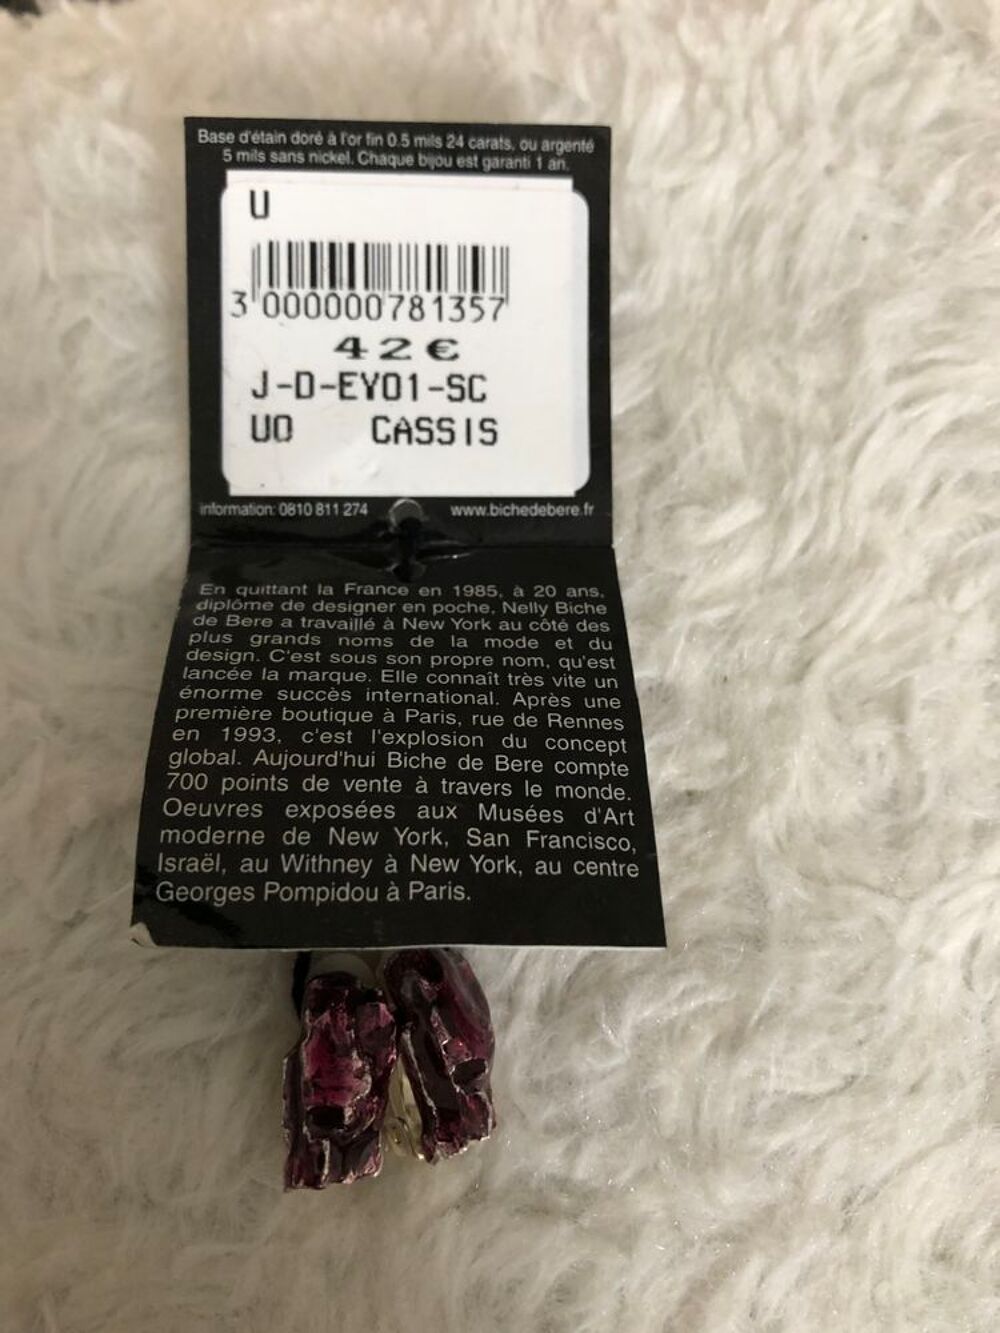 Base d'étain doré à l'or fin 0.5 mils 24 carats, ou argenté
5 mils sans nickel. Chaque bijou est garanti 1 an.
U
3 000000781357
42€
J-D-EY01-SC
UO CASSIS
information: 0810 811 274 www.bichedebere.fr
En quittant la France en 1985, à 20 ans,
diplôme de designer en poche, Nelly Biche
de Bere a travaillé à New York au côté des
plus grands noms de la mode et du
design. C'est sous son propre nom, qu'est
lancée la marque. Elle connaît très vite un
énorme succès international. Après une
première boutique à Paris, rue de Rennes
en 1993, c'est l'explosion du concept
global. Aujourd'hui Biche de Bere compte
700 points de vente à travers le monde.
Oeuvres exposées aux Musées d'Art
moderne de New York, San Francisco,
Israël, au Withney à New York, au centre
Georges Pompidou à Paris.